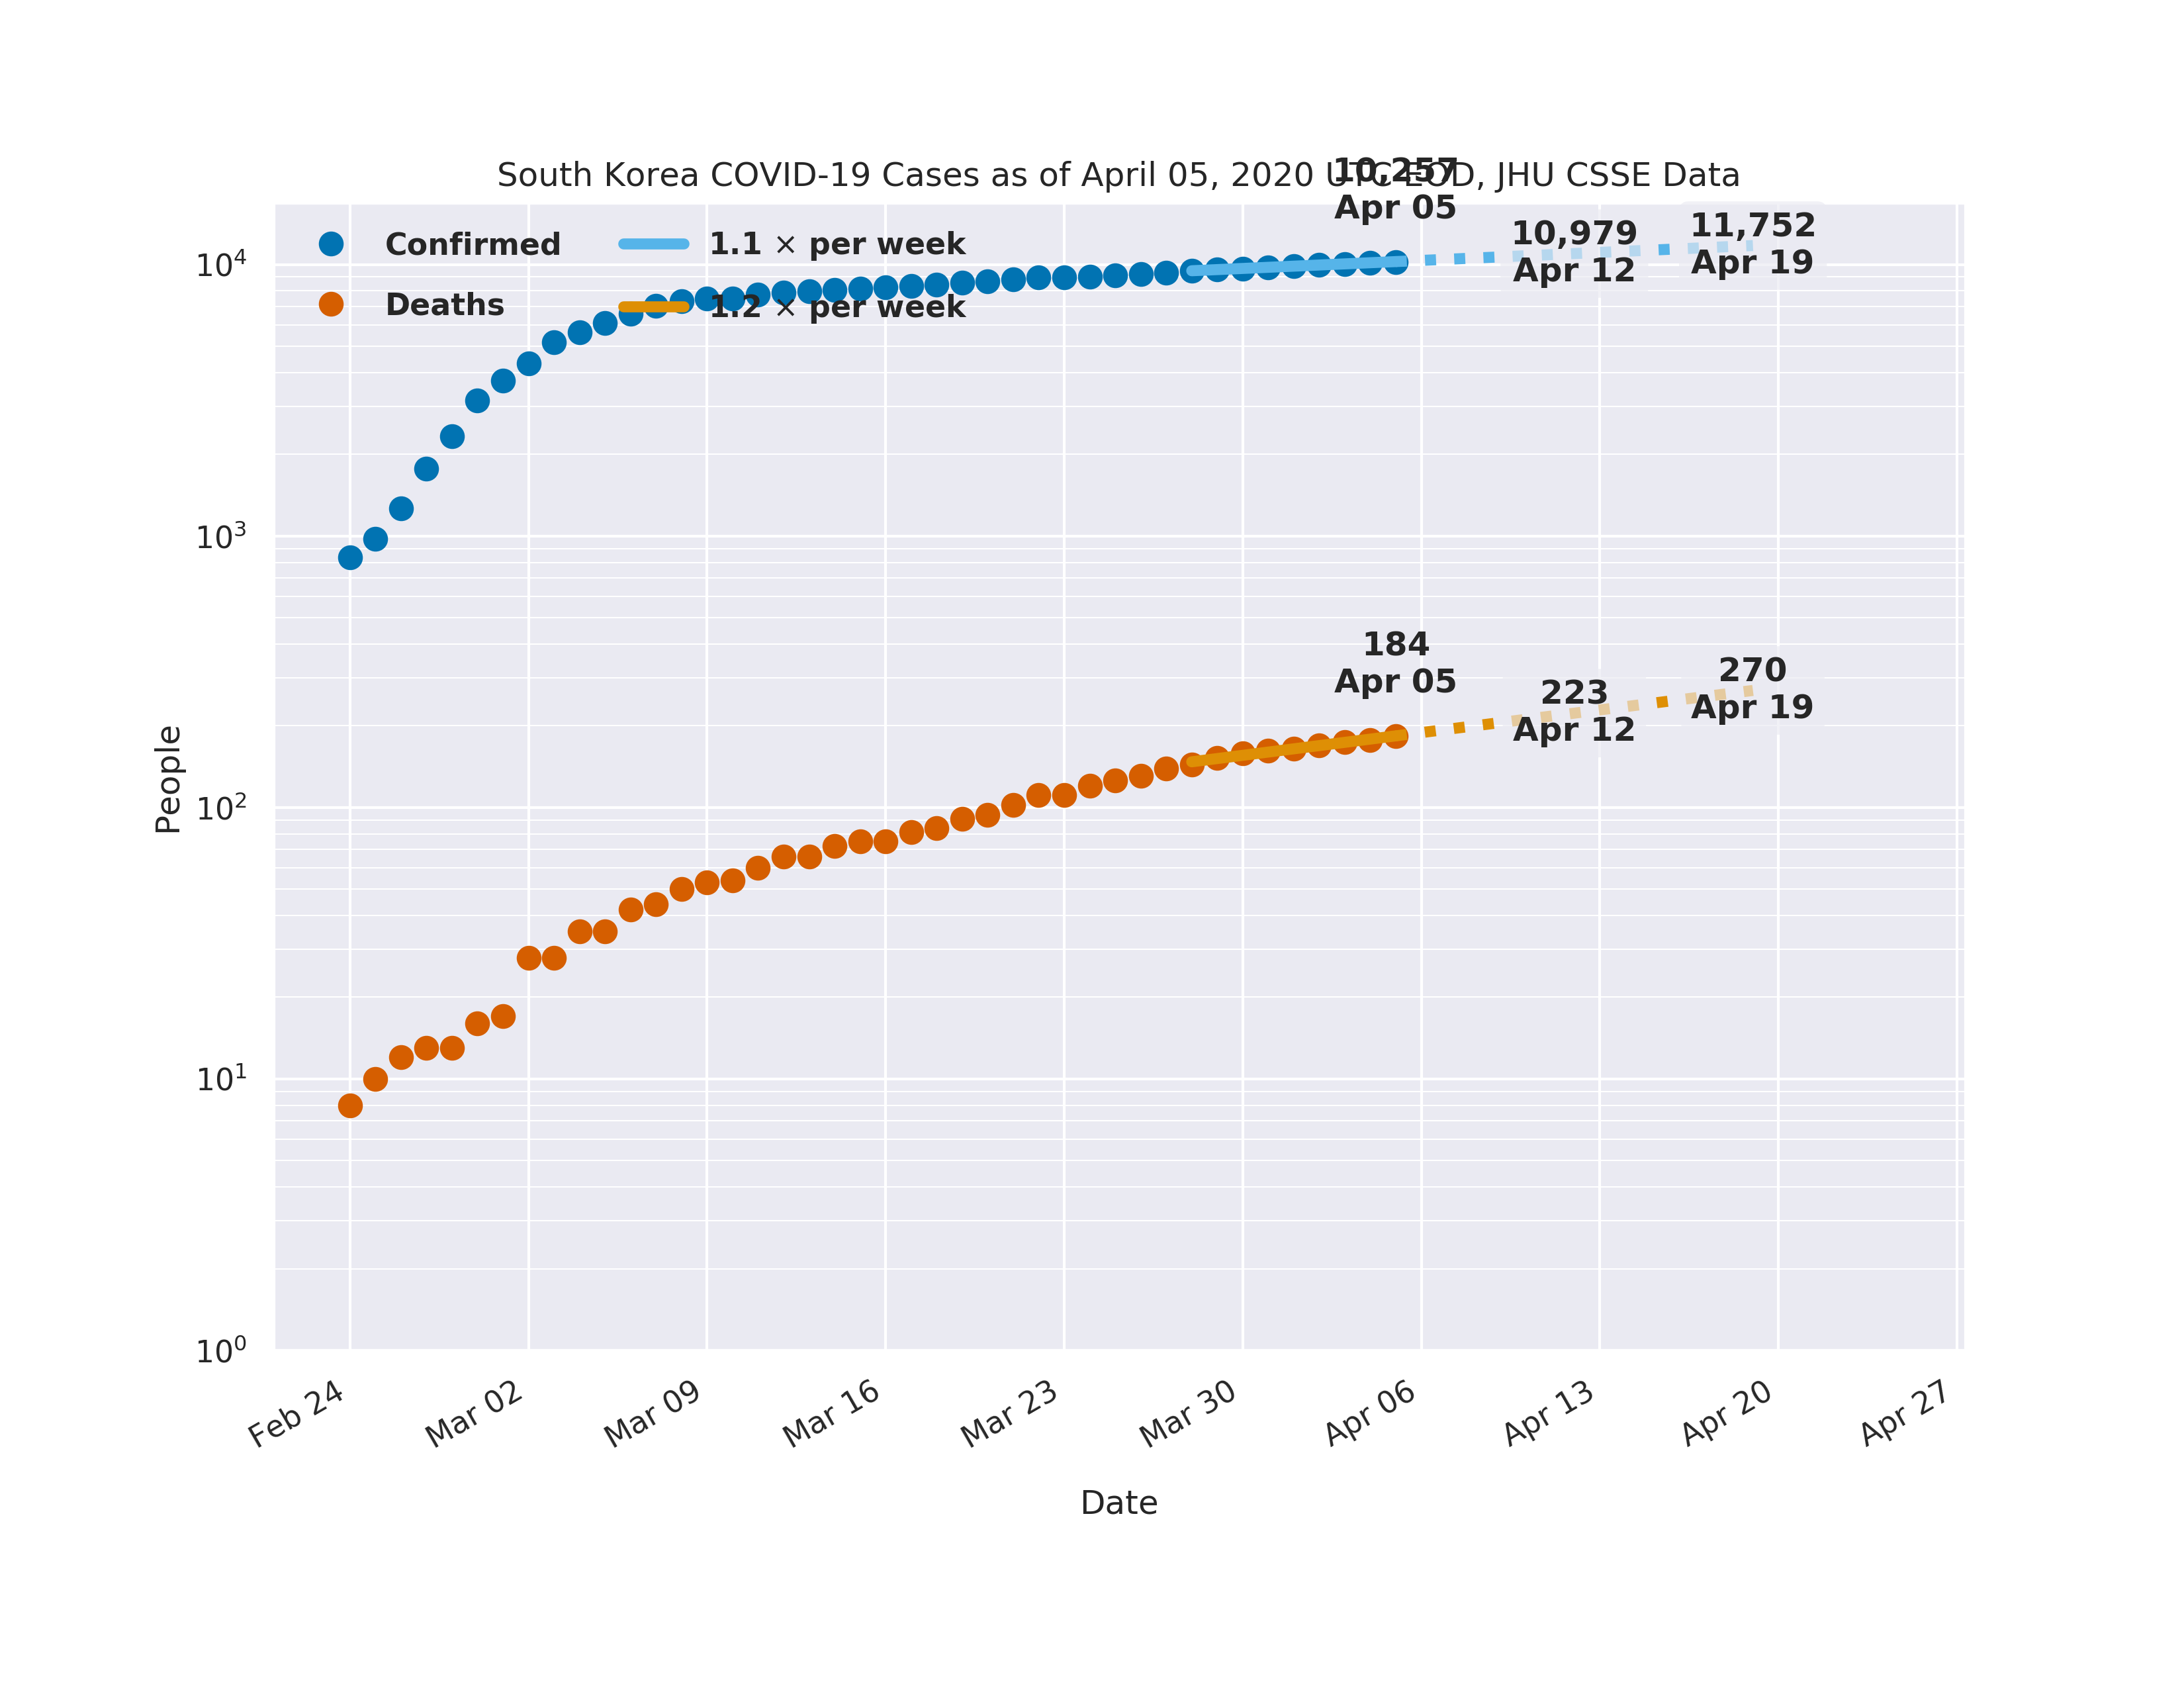 South Korea COVID-19 Cases as of April 05, 2020 UTC EOD, JHU CSSE Data
10,257
Apr 05
10,979
Apr 12
11,752
Apr 19
Confirmed
1.1 × per week
Deaths
1.2 × per week
184
Apr 05
223
Apr 12
270
Apr 19
People
10⁴
10³
10²
10¹
10⁰
Feb 24
Mar 02
Mar 09
Mar 16
Mar 23
Mar 30
Apr 06
Apr 13
Apr 20
Apr 27
Date